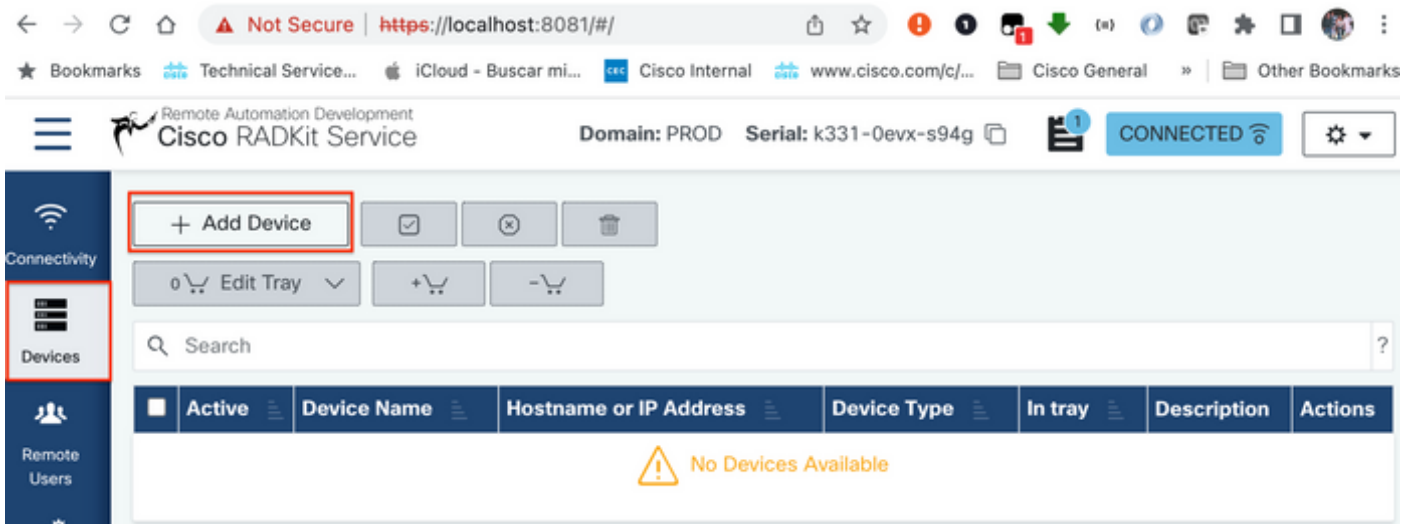 Not Secure | https://localhost:8081/#/
1
Bookmarks Technical Service... iCloud - Buscar mi... Cisco Internal www.cisco.com/c/... Cisco General » Other Bookmarks
Remote Automation Development
Cisco RADKit Service
Domain: PROD Serial: k331-0evx-s94g 1 CONNECTED
Connectivity
Devices
Remote
Users
+ Add Device
0 Edit Tray + -
Search ?
Active Device Name Hostname or IP Address Device Type In tray Description Actions
No Devices Available